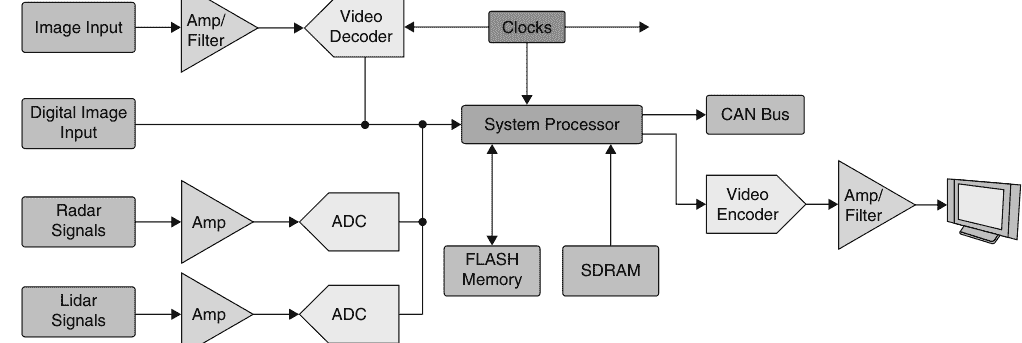 Image Input
Amp/
Filter
Video
Decoder
Clocks
Digital Image
Input
System Processor
CAN Bus
Radar
Signals
Amp
ADC
Video
Encoder
Amp/
Filter
FLASH
Memory
SDRAM
Lidar
Signals
Amp
ADC